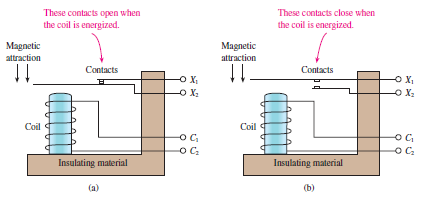 These contacts open when
the coil is energized.
Magnetic
attraction
Contacts
X₁
X₂
Coil
C₁
C₂
Insulating material
(a)
These contacts close when
the coil is energized.
Magnetic
attraction
Contacts
X₁
X₂
Coil
C₁
C₂
Insulating material
(b)